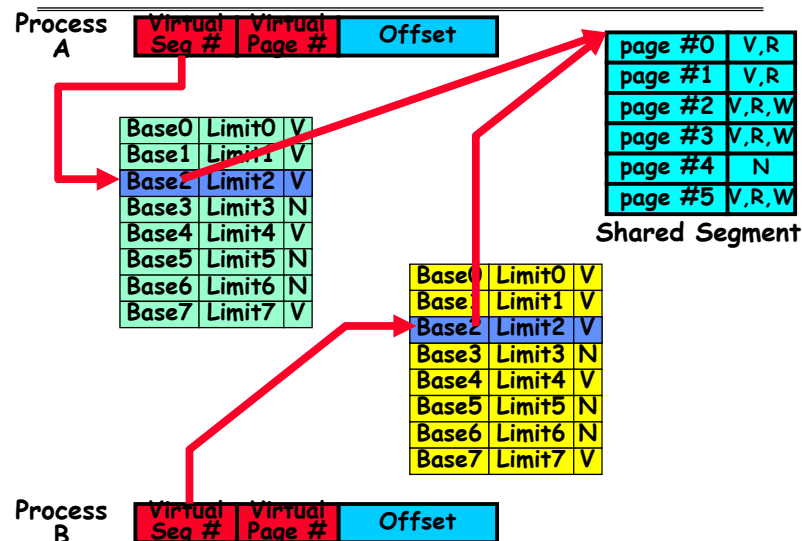 Process
A
Virtual
Seg #
Virtual
Page #
Offset
page #0 V,R
page #1 V,R
page #2 V,R,W
page #3 V,R,W
page #4 N
page #5 V,R,W
Shared Segment
Base0 Limit0 V
Base1 Limit1 V
Base2 Limit2 V
Base3 Limit3 N
Base4 Limit4 V
Base5 Limit5 N
Base6 Limit6 N
Base7 Limit7 V
Base0 Limit0 V
Base1 Limit1 V
Base2 Limit2 V
Base3 Limit3 N
Base4 Limit4 V
Base5 Limit5 N
Base6 Limit6 N
Base7 Limit7 V
Process
B
Virtual
Seg #
Virtual
Page #
Offset